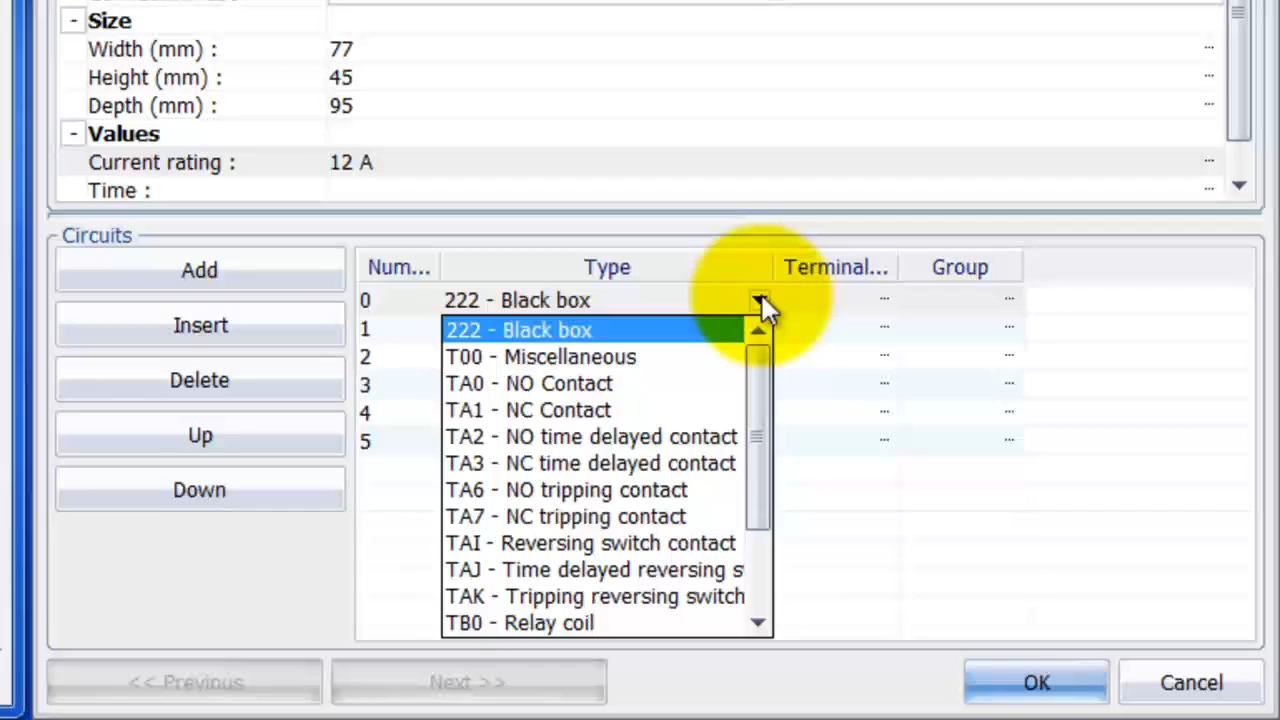 - Size
Width (mm) : 77 ...
Height (mm) : 45 ...
Depth (mm) : 95 ...
- Values
Current rating : 12 A ...
Time : ...
Circuits
Add
Insert
Delete
Up
Down
Num... Type Terminal... Group
0 222 - Black box ... ...
1 ... ...
2 ... ...
3 ... ...
4 ... ...
5 ... ...
222 - Black box
T00 - Miscellaneous
TA0 - NO Contact
TA1 - NC Contact
TA2 - NO time delayed contact
TA3 - NC time delayed contact
TA6 - NO tripping contact
TA7 - NC tripping contact
TAI - Reversing switch contact
TAJ - Time delayed reversing
TAK - Tripping reversing switch
TB0 - Relay coil
<< Previous
Next >>
OK
Cancel